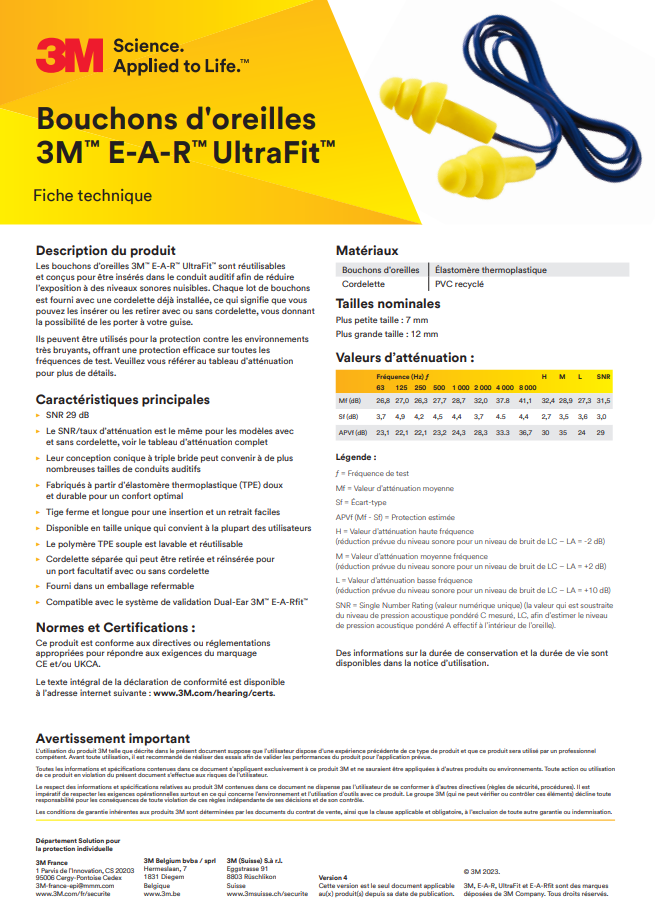 3M Science.
Applied to Life.™
Bouchons d'oreilles
3M™ E-A-R™ UltraFit™
Fiche technique
Description du produit
Les bouchons d'oreilles 3M™ E-A-R™ UltraFit™ sont réutilisables
et conçus pour être insérés dans le conduit auditif afin de réduire
l'exposition à des niveaux sonores nuisibles. Chaque lot de bouchons
est fourni avec une cordelette déjà installée, ce qui signifie que vous
pouvez les insérer ou les retirer avec ou sans cordelette, vous donnant
la possibilité de les porter à votre guise.
Ils peuvent être utilisés pour la protection contre les environnements
très bruyants, offrant une protection efficace sur toutes les
fréquences de test. Veuillez vous référer au tableau d'atténuation
pour plus de détails.
Caractéristiques principales
▸ SNR 29 dB
▸ Le SNR/taux d'atténuation est le même pour les modèles avec
et sans cordelette, voir le tableau d'atténuation complet
▸ Leur conception conique à triple bride peut convenir à de plus
nombreuses tailles de conduits auditifs
▸ Fabriqués à partir d'élastomère thermoplastique (TPE) doux
et durable pour un confort optimal
▸ Tige ferme et longue pour une insertion et un retrait faciles
▸ Disponible en taille unique qui convient à la plupart des utilisateurs
▸ Le polymère TPE souple est lavable et réutilisable
▸ Cordelette séparée qui peut être retirée et réinsérée pour
un port facultatif avec ou sans cordelette
▸ Fourni dans un emballage refermable
▸ Compatible avec le système de validation Dual-Ear 3M™ E-A-Rfit™
Normes et Certifications :
Ce produit est conforme aux directives ou réglementations
appropriées pour répondre aux exigences du marquage
CE et/ou UKCA.
Le texte intégral de la déclaration de conformité est disponible
à l'adresse internet suivante : www.3M.com/hearing/certs.
Matériaux
Bouchons d'oreilles Élastomère thermoplastique
Cordelette PVC recyclé
Tailles nominales
Plus petite taille : 7 mm
Plus grande taille : 12 mm
Valeurs d'atténuation :
Fréquence (Hz) ƒ H M L SNR
63 125 250 500 1 000 2 000 4 000 8 000
Mf (dB) 26,8 27,0 26,3 27,7 28,7 32,0 37.8 41,1 32,4 28,9 27,3 31,5
Sf (dB) 3,7 4,9 4,2 4,5 4,4 3,7 4.5 4,4 2,7 3,5 3,6 3,0
APVf (dB) 23,1 22,1 22,1 23,2 24,3 28,3 33.3 36,7 30 35 24 29
Légende :
ƒ = Fréquence de test
Mf = Valeur d'atténuation moyenne
Sf = Écart-type
APVf (Mf - Sf) = Protection estimée
H = Valeur d'atténuation haute fréquence
(réduction prévue du niveau sonore pour un niveau de bruit de LC – LA = -2 dB)
M = Valeur d'atténuation moyenne fréquence
(réduction prévue du niveau sonore pour un niveau de bruit de LC – LA = +2 dB)
L = Valeur d'atténuation basse fréquence
(réduction prévue du niveau sonore pour un niveau de bruit de LC – LA = +10 dB)
SNR = Single Number Rating (valeur numérique unique) (la valeur qui est soustraite
du niveau de pression acoustique pondéré C mesuré, LC, afin d'estimer le niveau
de pression acoustique pondéré A effectif à l'intérieur de l'oreille).
Des informations sur la durée de conservation et la durée de vie sont
disponibles dans la notice d'utilisation.
Avertissement important
L'utilisation du produit 3M telle que décrite dans le présent document suppose que l'utilisateur dispose d'une expérience précédente de ce type de produit et que ce produit sera utilisé par un professionnel
compétent. Avant toute utilisation, il est recommandé de réaliser des essais afin de valider les performances du produit pour l'application prévue.
Toutes les informations et spécifications contenues dans ce document s'appliquent exclusivement à ce produit 3M et ne sauraient être appliquées à d'autres produits ou environnements. Toute action ou utilisation
de ce produit en violation du présent document s'effectue aux risques de l'utilisateur.
Le respect des informations et spécifications relatives au produit 3M contenues dans ce document ne dispense pas l'utilisateur de se conformer à d'autres directives (règles de sécurité, procédures). Il est
impératif de respecter les exigences opérationnelles surtout en ce qui concerne l'environnement et l'utilisation d'outils avec ce produit. Le groupe 3M (qui ne peut vérifier ou contrôler ces éléments) décline toute
responsabilité pour les conséquences de toute violation de ces règles indépendante de ses décisions et de son contrôle.
Les conditions de garantie inhérentes aux produits 3M sont déterminées par les documents du contrat de vente, ainsi que la clause applicable et obligatoire, à l'exclusion de toute autre garantie ou indemnisation.
Département Solution pour
la protection individuelle
3M France
1 Parvis de l'Innovation, CS 20203
95006 Cergy-Pontoise Cedex
3M-france-epi@mmm.com
www.3m.com/fr/securite
3M Belgium bvba / sprl
Hermeslaan, 7
1831 Diegem
Belgique
www.3m.be
3M (Suisse) S.à r.l.
Eggstrasse 91
8803 Rüschlikon
Suisse
www.3msuisse.ch/securite
Version 4
Cette version est le seul document applicable
au(x) produit(s) depuis sa date de publication.
© 3M 2023.
3M, E-A-R, UltraFit et E-A-Rfit sont des marques
déposées de 3M Company. Tous droits réservés.